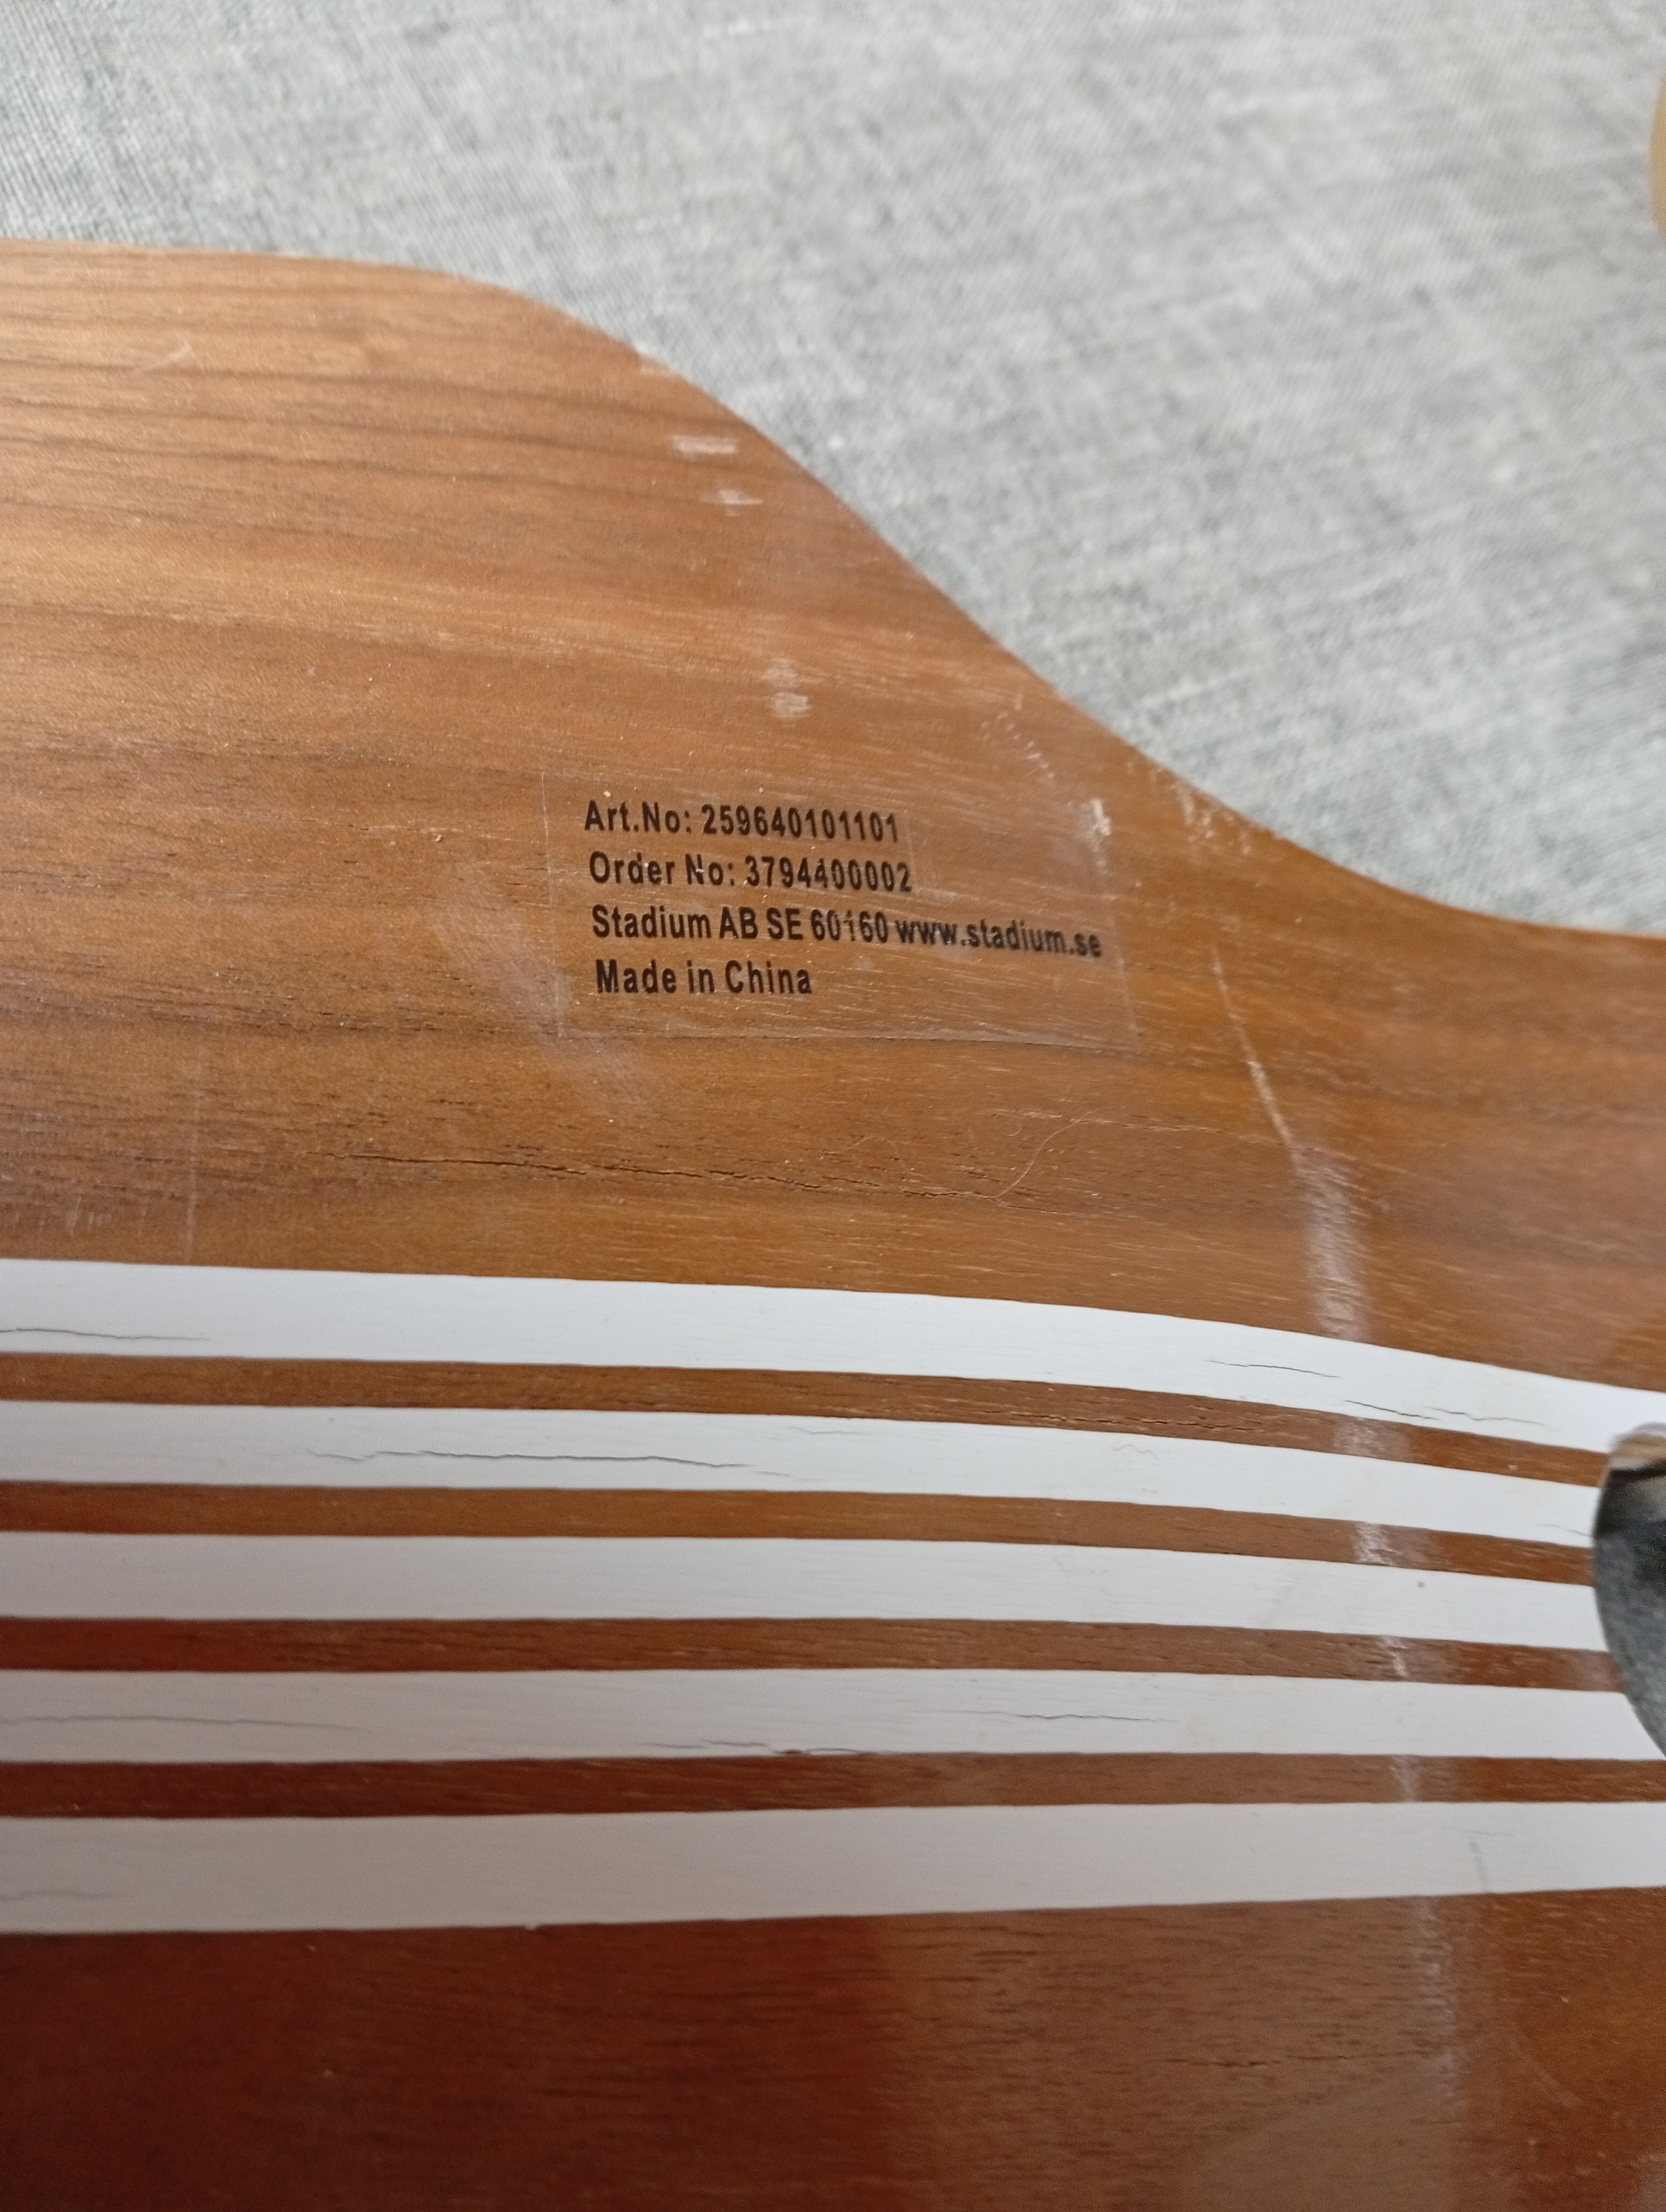 Art.No: 259640101101
Order No: 3794400002
Stadium AB SE 60160 www.stadium.se
Made in China